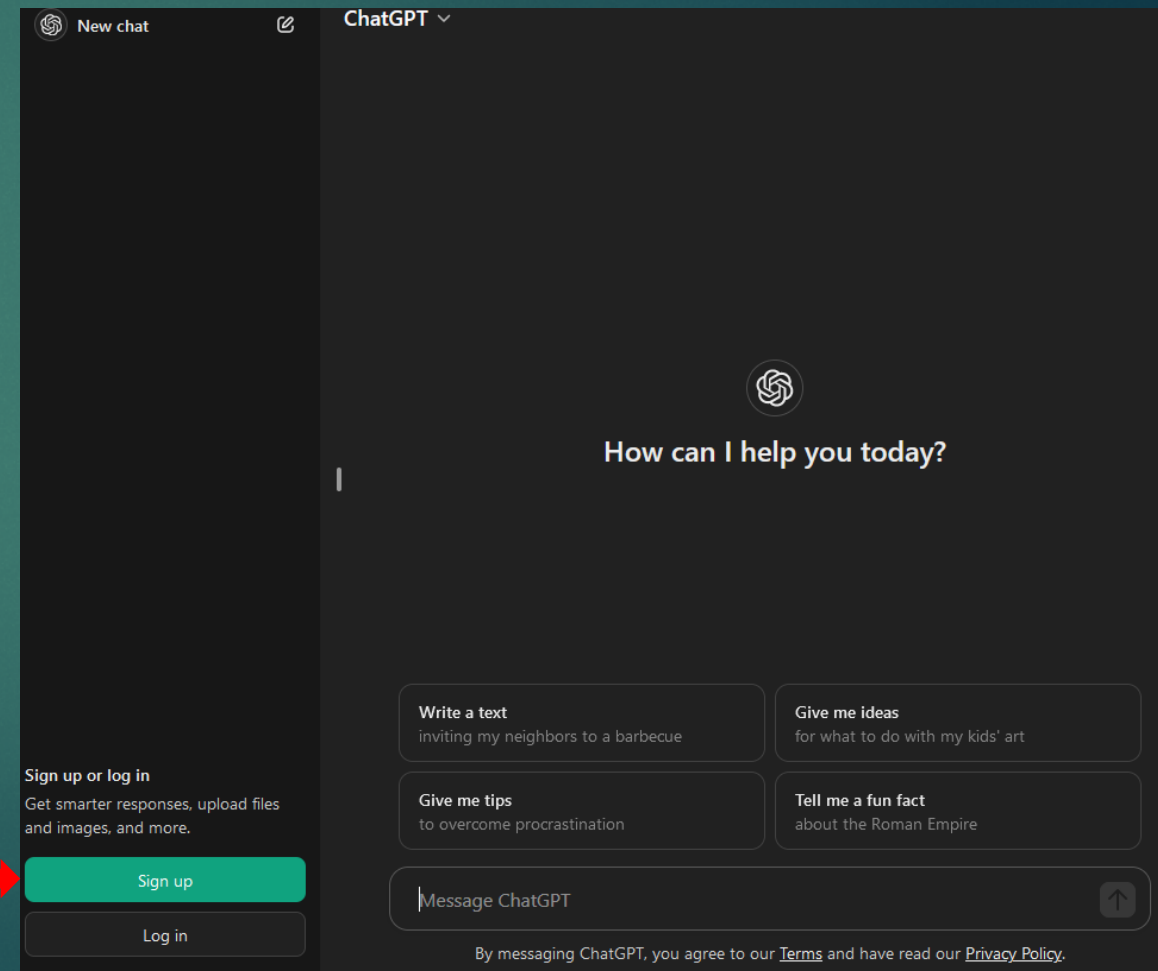 New chat
ChatGPT
How can I help you today?
Write a text
inviting my neighbors to a barbecue
Give me ideas
for what to do with my kids' art
Give me tips
to overcome procrastination
Tell me a fun fact
about the Roman Empire
Sign up or log in
Get smarter responses, upload files
and images, and more.
Sign up
Log in
Message ChatGPT
By messaging ChatGPT, you agree to our Terms and have read our Privacy Policy.